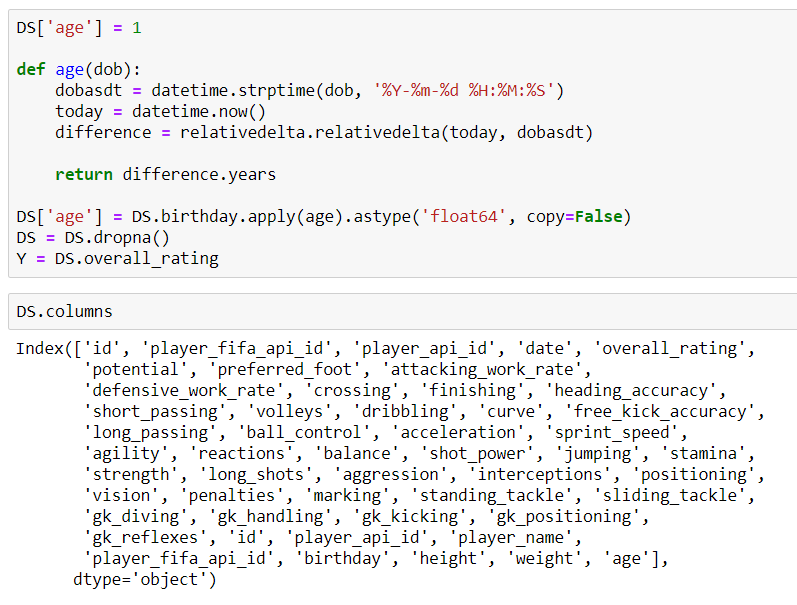 DS['age'] = 1
def age(dob):
    dobasdt = datetime.strptime(dob, '%Y-%m-%d %H:%M:%S')
    today = datetime.now()
    difference = relativedelta.relativedelta(today, dobasdt)
    return difference.years
DS['age'] = DS.birthday.apply(age).astype('float64', copy=False)
DS = DS.dropna()
Y = DS.overall_rating
DS.columns
Index(['id', 'player_fifa_api_id', 'player_api_id', 'date', 'overall_rating',
       'potential', 'preferred_foot', 'attacking_work_rate',
       'defensive_work_rate', 'crossing', 'finishing', 'heading_accuracy',
       'short_passing', 'volleys', 'dribbling', 'curve', 'free_kick_accuracy',
       'long_passing', 'ball_control', 'acceleration', 'sprint_speed',
       'agility', 'reactions', 'balance', 'shot_power', 'jumping', 'stamina',
       'strength', 'long_shots', 'aggression', 'interceptions', 'positioning',
       'vision', 'penalties', 'marking', 'standing_tackle', 'sliding_tackle',
       'gk_diving', 'gk_handling', 'gk_kicking', 'gk_positioning',
       'gk_reflexes', 'id', 'player_api_id', 'player_name',
       'player_fifa_api_id', 'birthday', 'height', 'weight', 'age'],
      dtype='object')